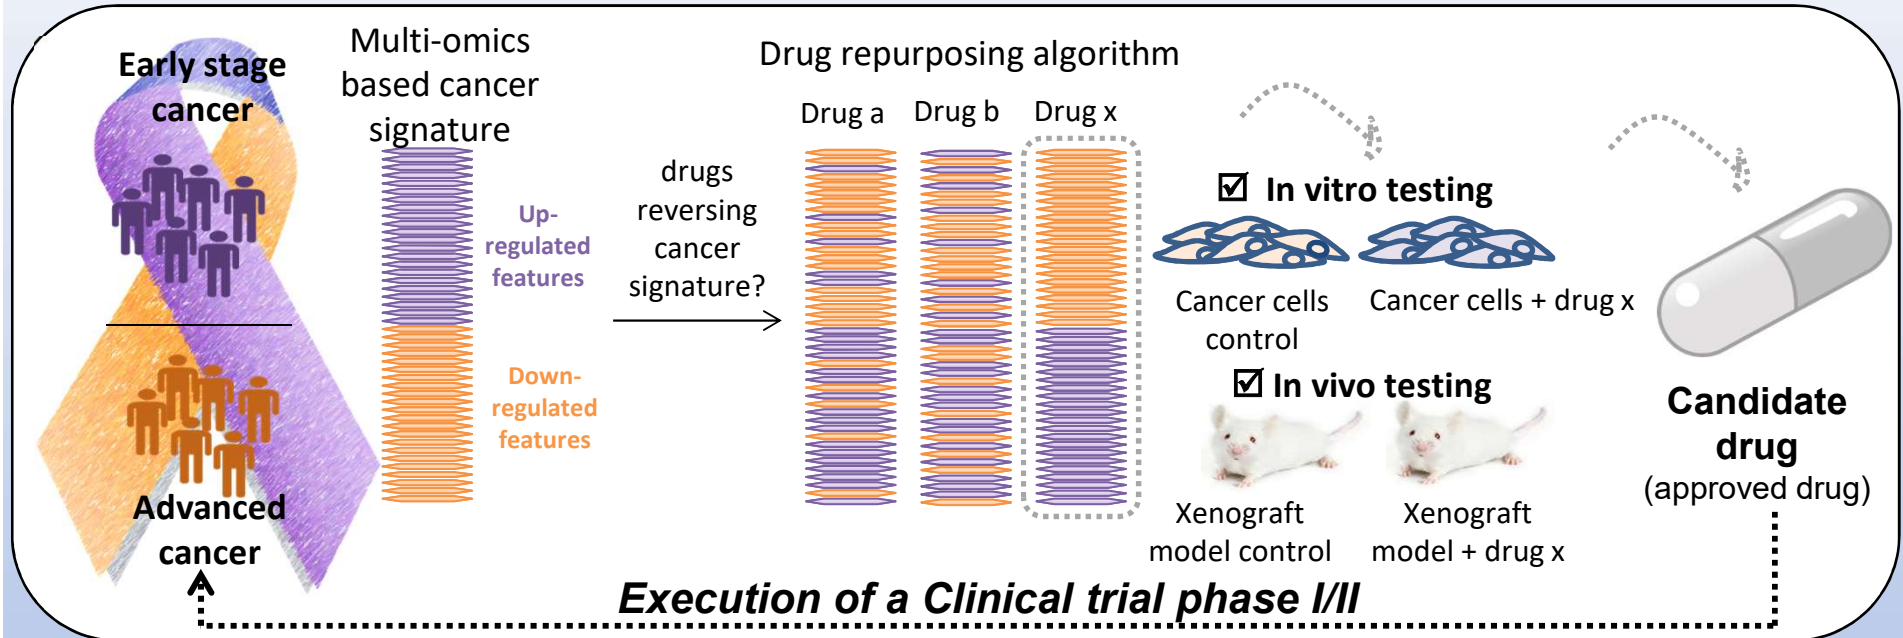 Early stage
cancer
Advanced
cancer
Multi-omics
based cancer
signature
Up-
regulated
features
Down-
regulated
features
drugs
reversing
cancer
signature?
Drug repurposing algorithm
Drug a
Drug b
Drug x
In vitro testing
Cancer cells
control
Cancer cells + drug x
In vivo testing
Xenograft
model control
Xenograft
model + drug x
Candidate
drug
(approved drug)
Execution of a Clinical trial phase I/II